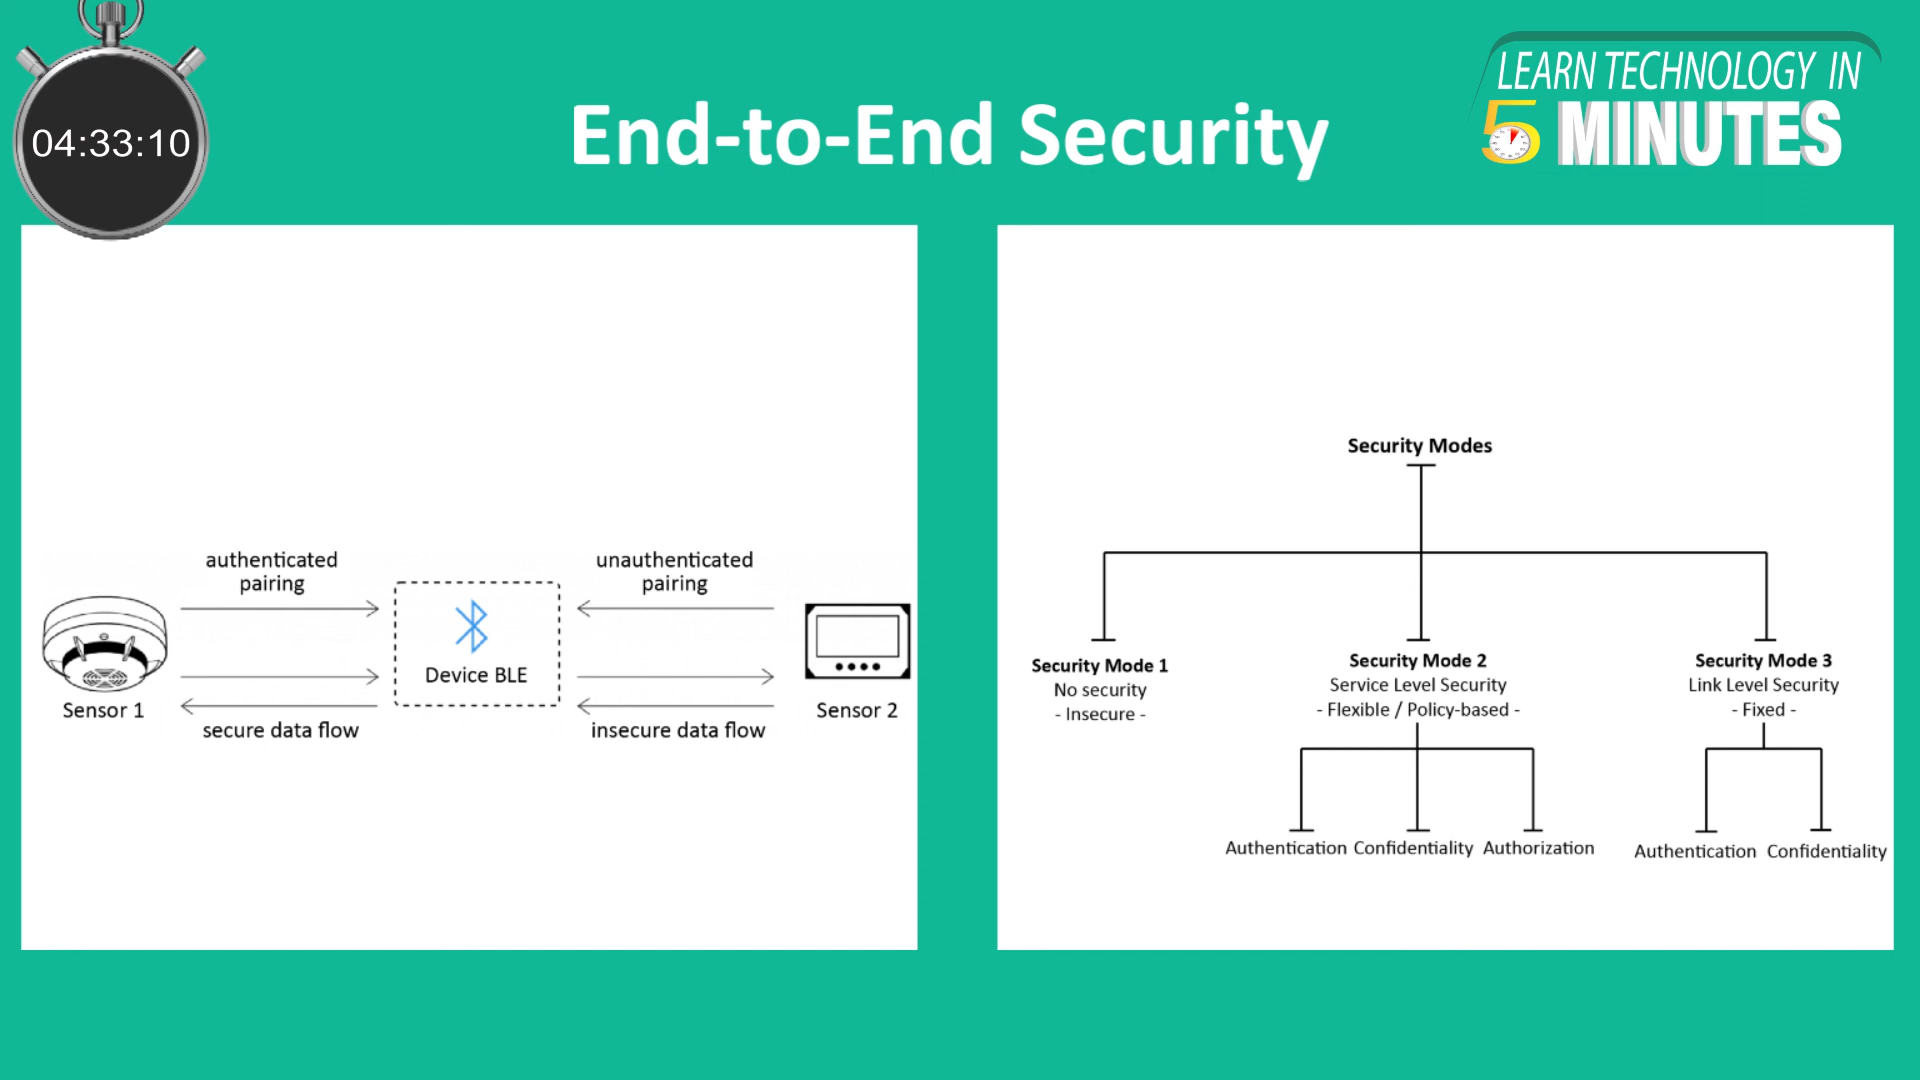 04:33:10
End-to-End Security
LEARN TECHNOLOGY IN
5 MINUTES
authenticated
pairing
unauthenticated
pairing
Device BLE
Sensor 1
Sensor 2
secure data flow
insecure data flow
Security Modes
Security Mode 1
No security
- Insecure -
Security Mode 2
Service Level Security
- Flexible / Policy-based -
Security Mode 3
Link Level Security
- Fixed -
Authentication Confidentiality Authorization
Authentication Confidentiality